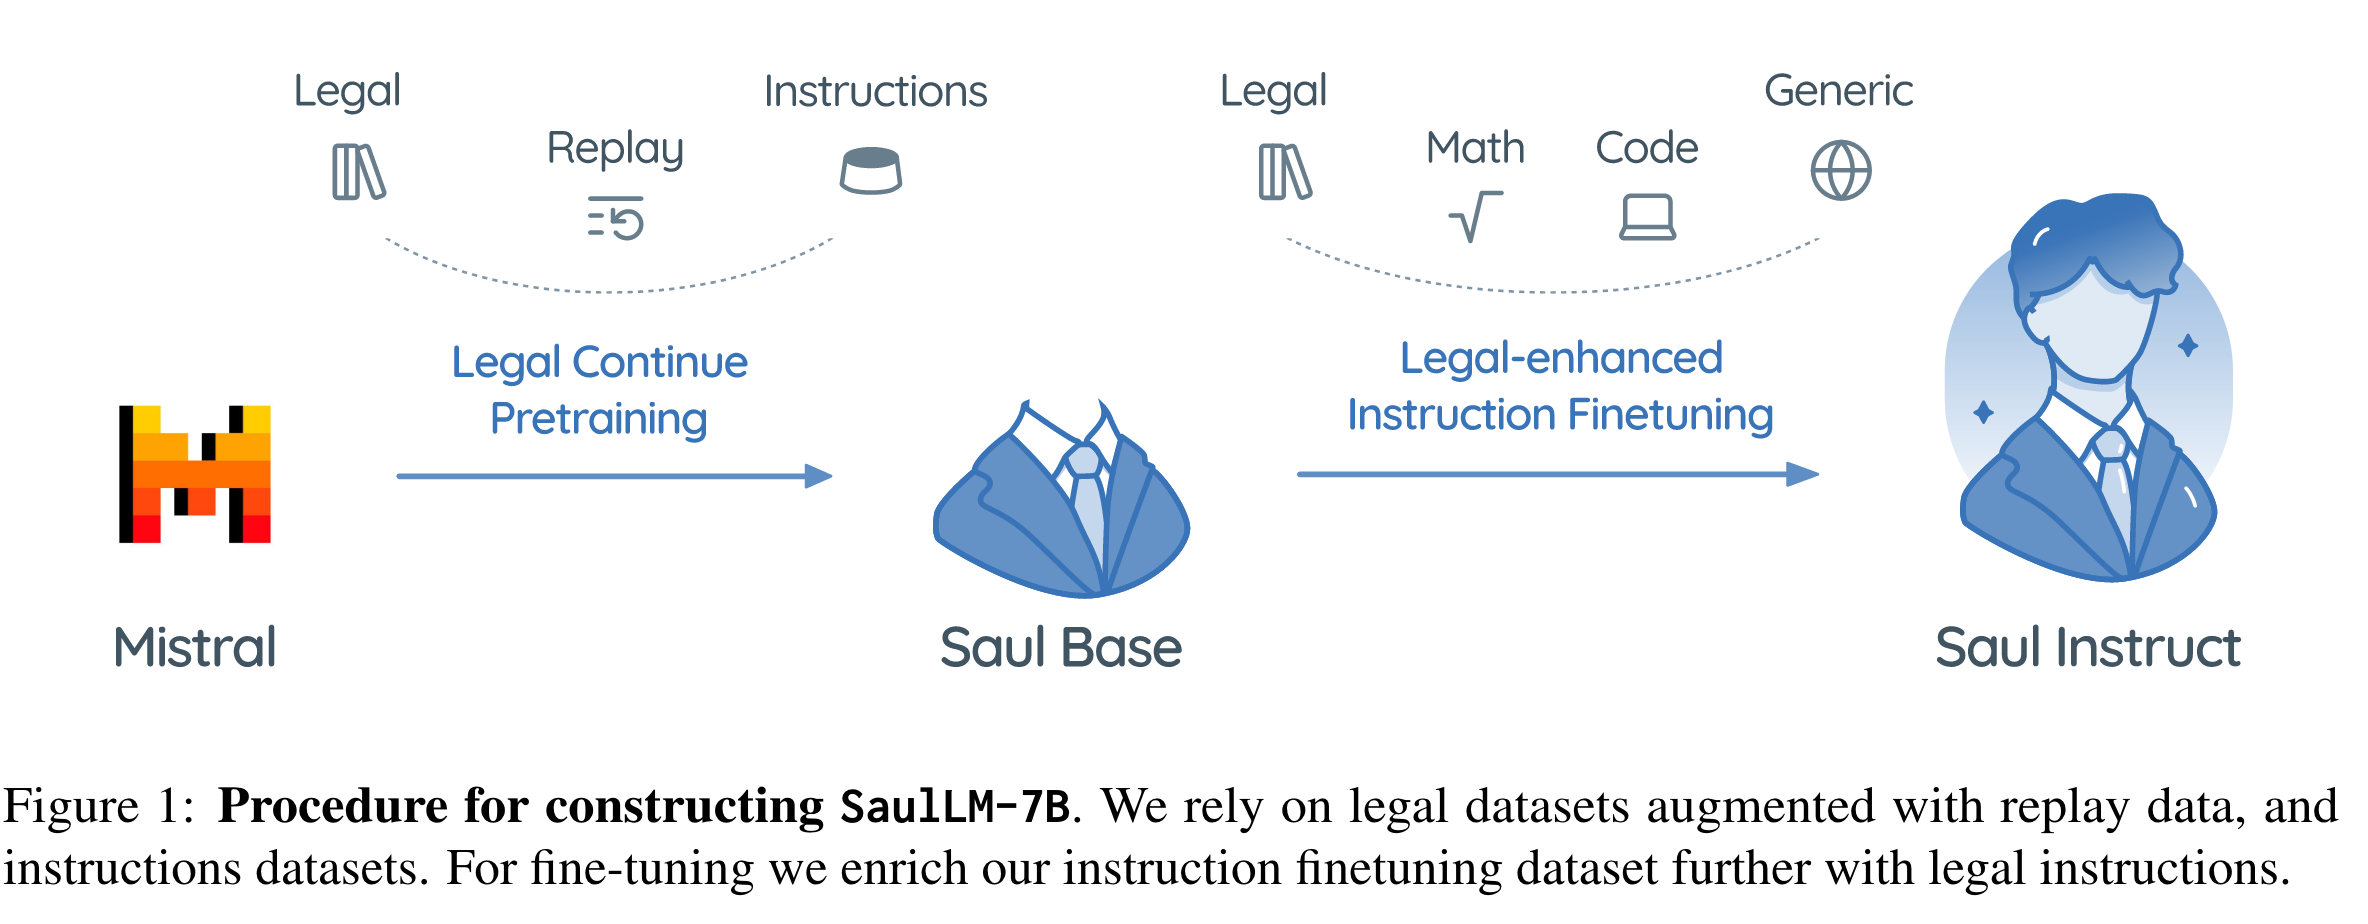 Legal
Replay
Instructions
Legal
Math
Code
Generic
Legal Continue
Pretraining
Legal-enhanced
Instruction Finetuning
Mistral
Saul Base
Saul Instruct
Figure 1: Procedure for constructing SaulLM-7B. We rely on legal datasets augmented with replay data, and
instructions datasets. For fine-tuning we enrich our instruction finetuning dataset further with legal instructions.